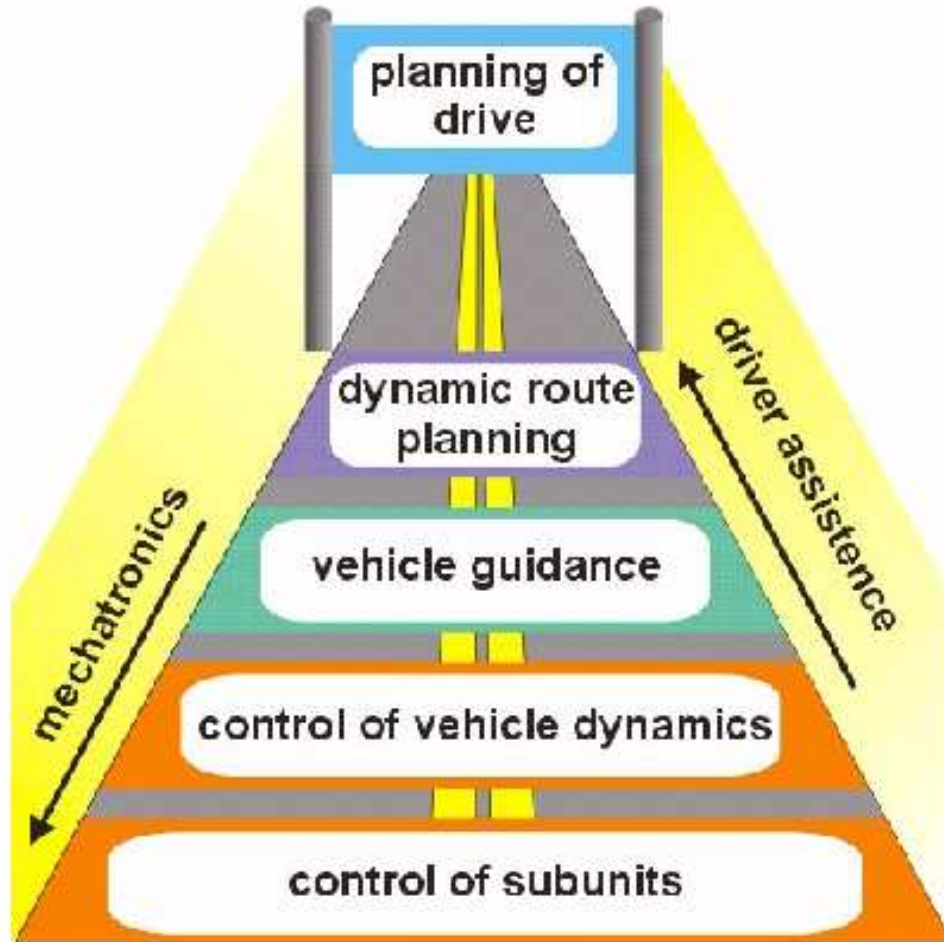 planning of
drive
dynamic route
planning
driver assistence
mechatronics
vehicle guidance
control of vehicle dynamics
control of subunits